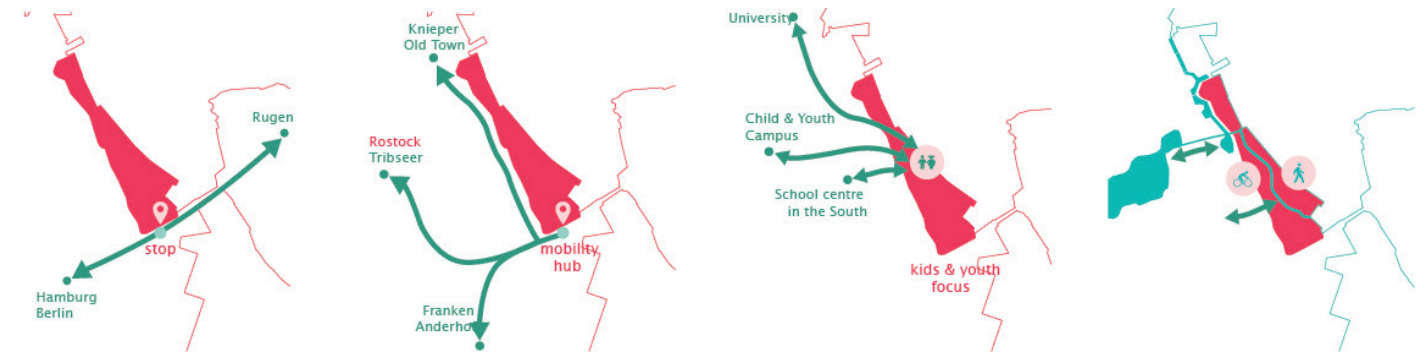 Rugen
stop
Hamburg
Berlin
Knieper
Old Town
Rostock
Tribseer
mobility
hub
Franken
Anderho
University
Child & Youth
Campus
School centre
in the South
kids & youth
focus